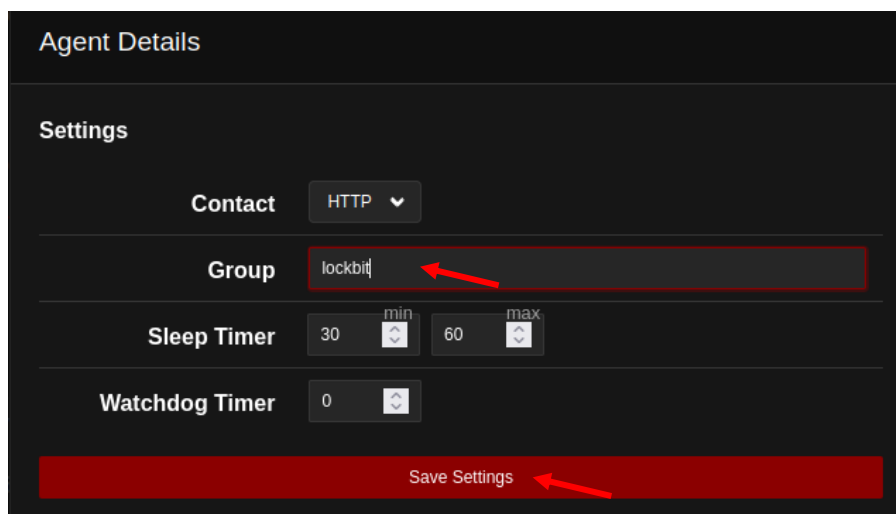 Agent Details
Settings
Contact HTTP
Group lockbit
min max
Sleep Timer 30 60
Watchdog Timer 0
Save Settings